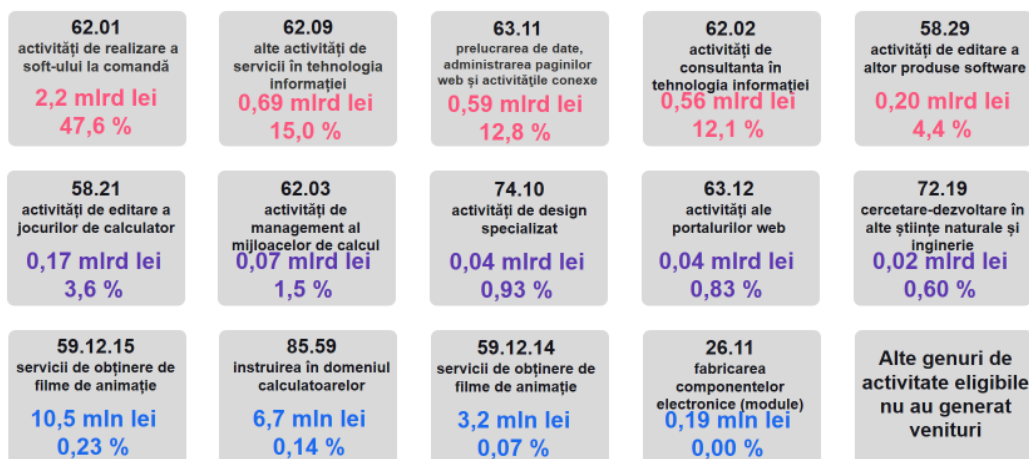 62.01
activități de realizare a
soft-ului la comandă
2,2 mlrd lei
47,6 %
62.09
alte activități de
servicii în tehnologia
informației
0,69 mlrd lei
15,0 %
63.11
prelucrarea de date,
administrarea paginilor
web și activitățile conexe
0,59 mlrd lei
12,8 %
62.02
activități de
consultanta în
tehnologia informației
0,56 mlrd lei
12,1 %
58.29
activități de editare a
altor produse software
0,20 mlrd lei
4,4 %
58.21
activități de editare a
jocurilor de calculator
0,17 mlrd lei
3,6 %
62.03
activități de
management al
mijloacelor de calcul
0,07 mlrd lei
1,5 %
74.10
activități de design
specializat
0,04 mlrd lei
0,93 %
63.12
activități ale
portalurilor web
0,04 mlrd lei
0,83 %
72.19
cercetare-dezvoltare în
alte științe naturale și
inginerie
0,02 mlrd lei
0,60 %
59.12.15
servicii de obținere de
filme de animație
10,5 mln lei
0,23 %
85.59
instruirea în domeniul
calculatoarelor
6,7 mln lei
0,14 %
59.12.14
servicii de obținere de
filme de animație
3,2 mln lei
0,07 %
26.11
fabricarea
componentelor
electronice (module)
0,19 mln lei
0,00 %
Alte genuri de
activitate eligibile
nu au generat
venituri